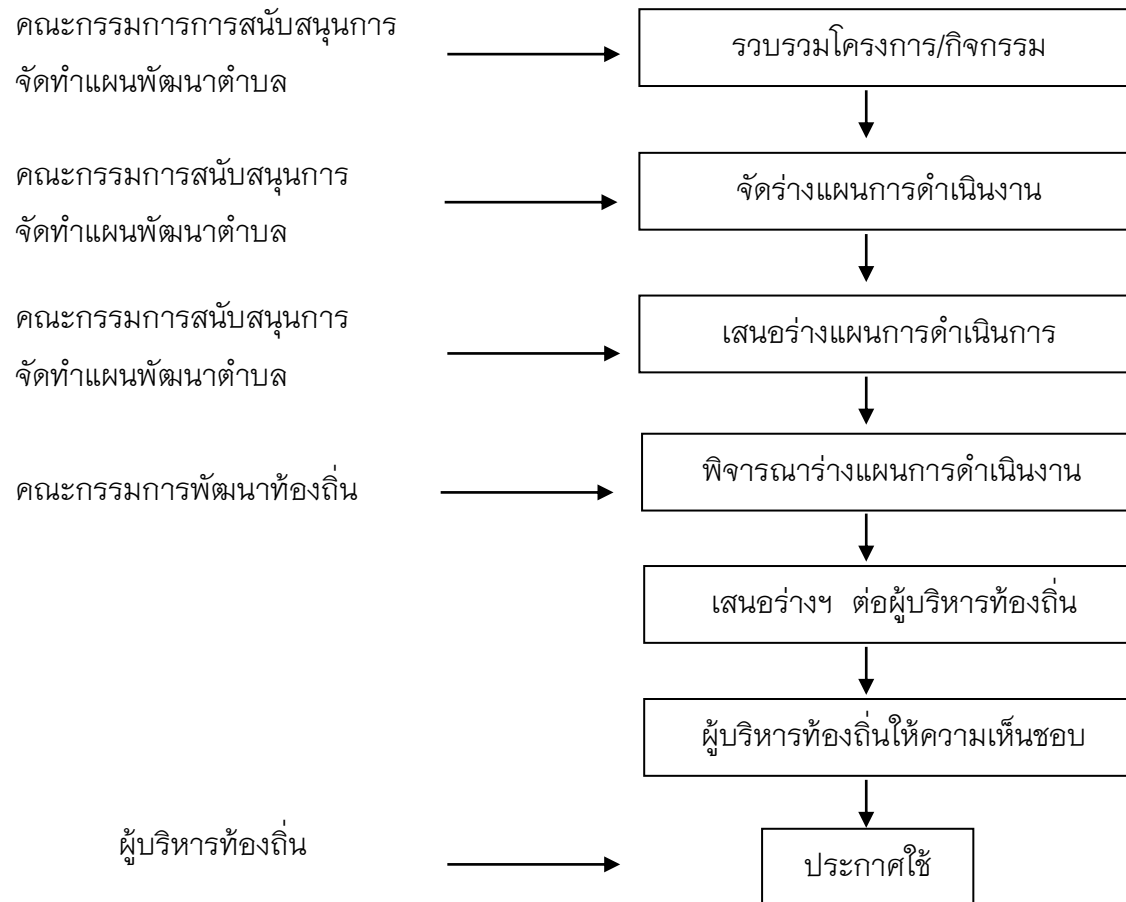 คณะกรรมการการสนับสนุนการ
จัดทำแผนพัฒนาตำบล
รวบรวมโครงการ/กิจกรรม
คณะกรรมการสนับสนุนการ
จัดทำแผนพัฒนาตำบล
จัดร่างแผนการดำเนินงาน
คณะกรรมการสนับสนุนการ
จัดทำแผนพัฒนาตำบล
เสนอร่างแผนการดำเนินการ
คณะกรรมการพัฒนาท้องถิ่น
พิจารณาร่างแผนการดำเนินงาน
เสนอร่างฯ ต่อผู้บริหารท้องถิ่น
ผู้บริหารท้องถิ่นให้ความเห็นชอบ
ผู้บริหารท้องถิ่น
ประกาศใช้